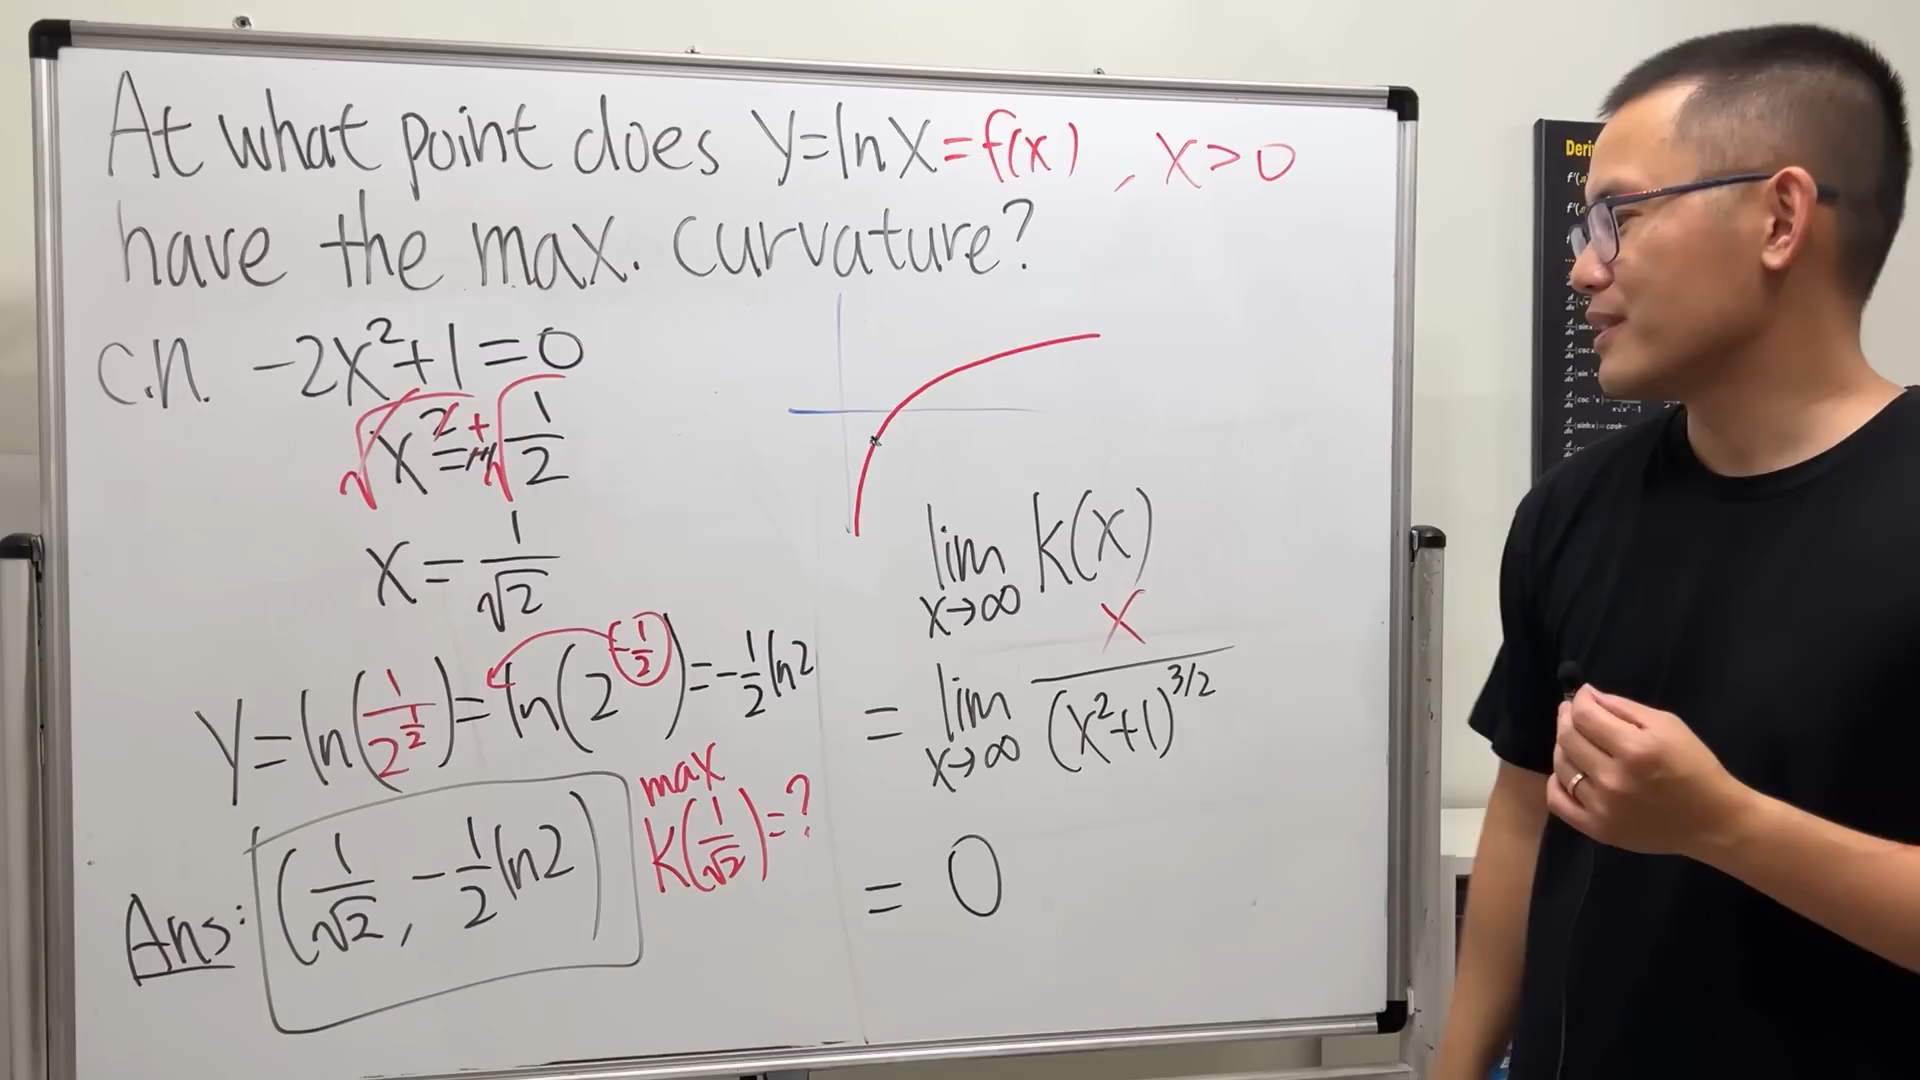 At what point does y=lnx=f(x), x>0
have the max. curvature?
c.n. -2x²+1=0
√x²=±√1/2
x=1/√2
y=ln(1/2^(1/2))=ln(2^(-1/2))=-1/2 ln2
Ans: (1/√2, -1/2 ln2)
max
k(1/√2)=?
lim x→∞ k(x)
= lim x→∞ x/(x²+1)^(3/2)
= 0
Deri